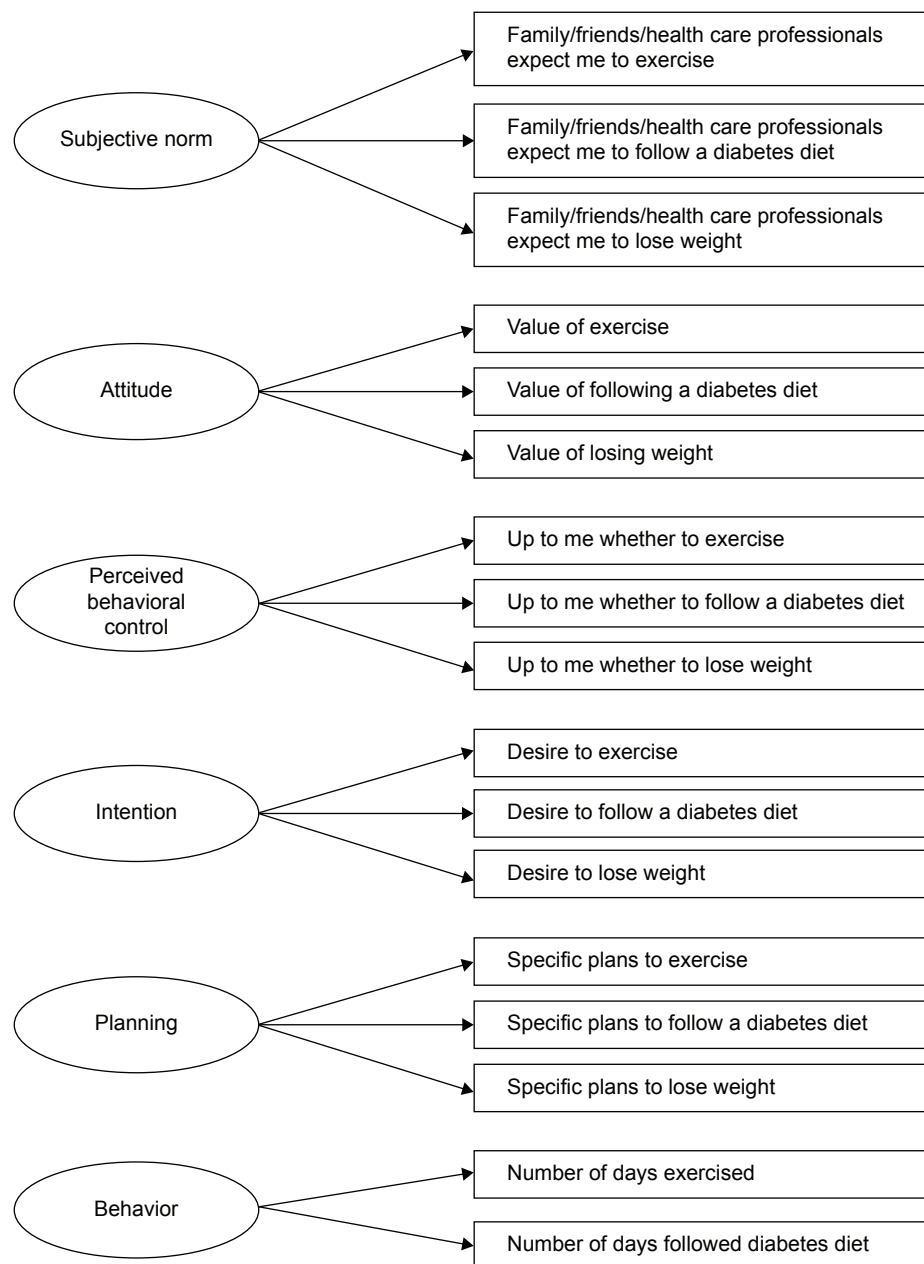 Family/friends/health care professionals
expect me to exercise
Subjective norm
Family/friends/health care professionals
expect me to follow a diabetes diet
Family/friends/health care professionals
expect me to lose weight
Value of exercise
Attitude
Value of following a diabetes diet
Value of losing weight
Up to me whether to exercise
Perceived
behavioral
control
Up to me whether to follow a diabetes diet
Up to me whether to lose weight
Desire to exercise
Intention
Desire to follow a diabetes diet
Desire to lose weight
Specific plans to exercise
Planning
Specific plans to follow a diabetes diet
Specific plans to lose weight
Number of days exercised
Behavior
Number of days followed diabetes diet